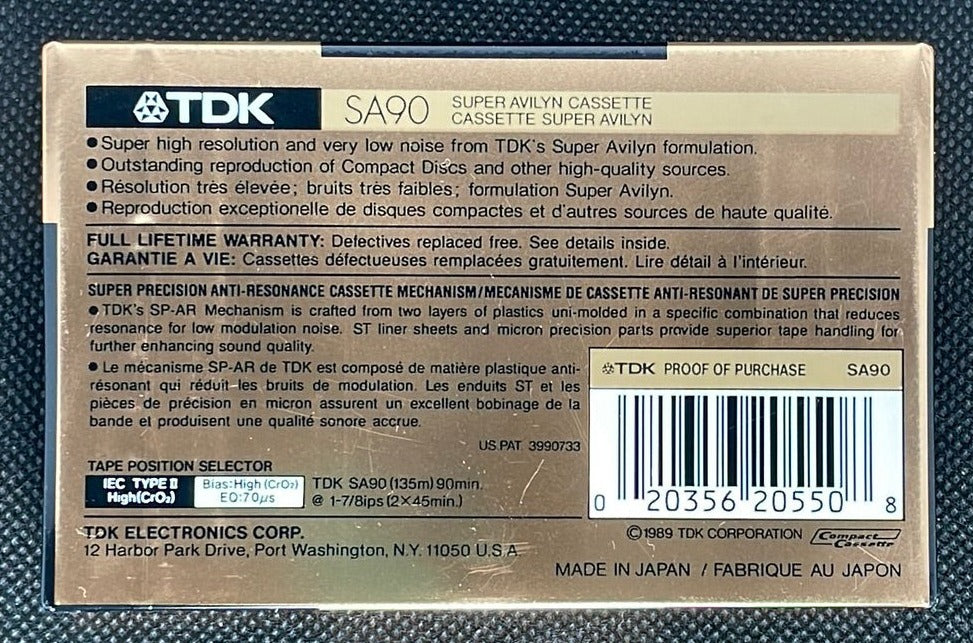 TDK SA90 SUPER AVILYN CASSETTE
CASSETTE SUPER AVILYN
● Super high resolution and very low noise from TDK's Super Avilyn formulation.
● Outstanding reproduction of Compact Discs and other high-quality sources.
● Résolution très élevée; bruits très faibles; formulation Super Avilyn.
● Reproduction exceptionelle de disques compactes et d'autres sources de haute qualité.
FULL LIFETIME WARRANTY: Defectives replaced free. See details inside.
GARANTIE A VIE: Cassettes défectueuses remplacées gratuitement. Lire détail à l'intérieur.
SUPER PRECISION ANTI-RESONANCE CASSETTE MECHANISM/MECANISME DE CASSETTE ANTI-RESONANT DE SUPER PRECISION
● TDK's SP-AR Mechanism is crafted from two layers of plastics uni-molded in a specific combination that reduces
resonance for low modulation noise. ST liner sheets and micron precision parts provide superior tape handling for
further enhancing sound quality.
● Le mécanisme SP-AR de TDK est composé de matière plastique anti-
résonant qui réduit les bruits de modulation. Les enduits ST et les
pièces de précision en micron assurent un excellent bobinage de la
bande et produisent une qualité sonore accrue.
US.PAT. 3990733
TDK PROOF OF PURCHASE SA90
0 20356 20550 8
TAPE POSITION SELECTOR
IEC TYPE II Bias:High (CrO2) TDK SA90 (135m) 90min.
High(CrO2) EQ:70μs @ 1-7/8ips (2×45min.)
TDK ELECTRONICS CORP.
12 Harbor Park Drive, Port Washington, N.Y. 11050 U.S.A.
©1989 TDK CORPORATION Compact Cassette
MADE IN JAPAN / FABRIQUE AU JAPON